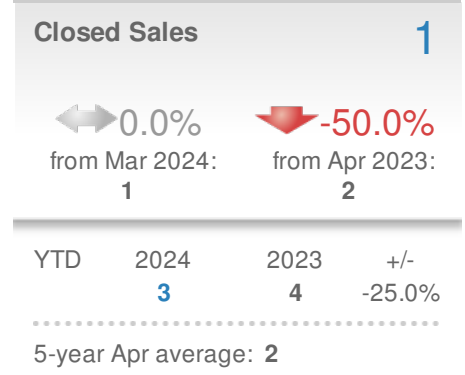 Closed Sales 1
0.0% -50.0%
from Mar 2024: from Apr 2023:
1 2
YTD 2024 2023 +/-
3 4 -25.0%
5-year Apr average: 2